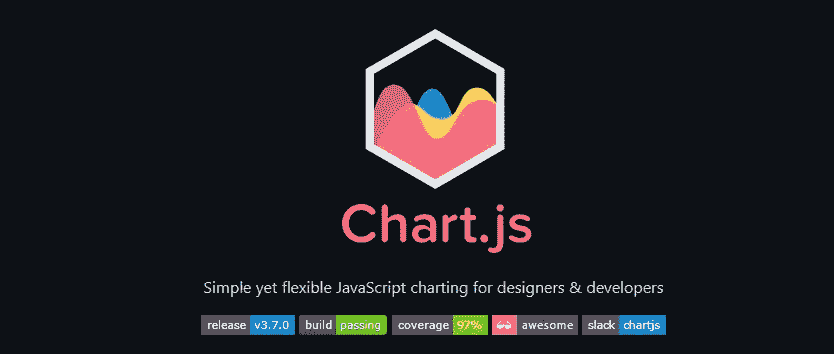 Chart.js
Simple yet flexible JavaScript charting for designers & developers
release v3.7.0 build passing coverage 97% awesome slack chartjs